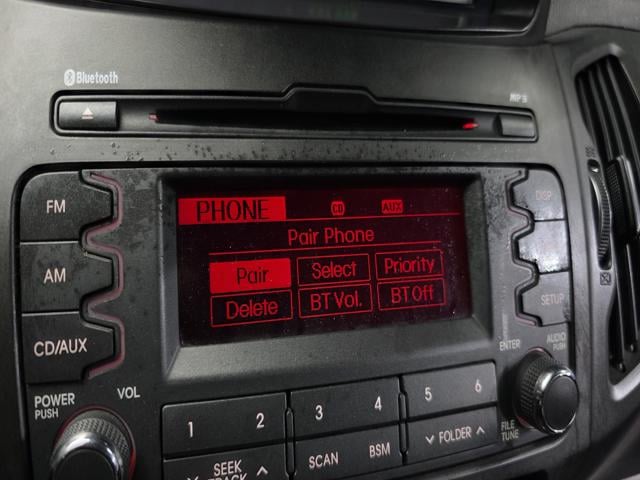 Bluetooth
MP3
FM
AM
CD/AUX
PHONE CD AUX
Pair Phone
Pair Select Priority
Delete BT Vol. BT Off
DISP
SETUP
POWER
PUSH
VOL
1 2 3 4 5 6
SEEK
TRACK
SCAN BSM
FOLDER
ENTER
AUDIO
PUSH
FILE
TUNE